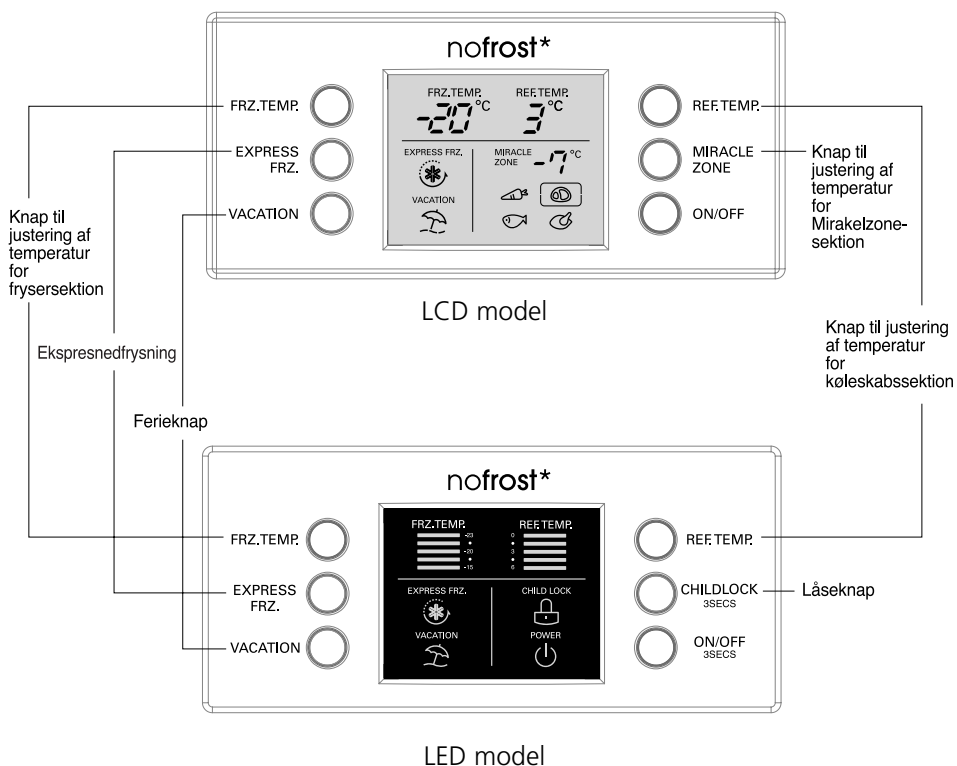 nofrost*
FRZ.TEMP. REF.TEMP.
-20 °C 3 °C
EXPRESS FRZ.
MIRACLE
ZONE -7 °C
VACATION
FRZ.TEMP.
EXPRESS
FRZ.
VACATION
REF.TEMP.
MIRACLE
ZONE
ON/OFF
Knap til
justering af
temperatur
for
frysersektion
Knap til
justering af
temperatur
for
Mirakelzone-
sektion
LCD model
Ekspresnedfrysning
Knap til justering
af temperatur
for
køleskabssektion
Ferieknap
nofrost*
FRZ.TEMP. REF.TEMP.
-23 0
-20 3
-15 6
EXPRESS FRZ. CHILD LOCK
VACATION POWER
FRZ.TEMP.
EXPRESS
FRZ.
VACATION
REF.TEMP.
CHILDLOCK
3SECS
ON/OFF
3SECS
Låseknap
LED model